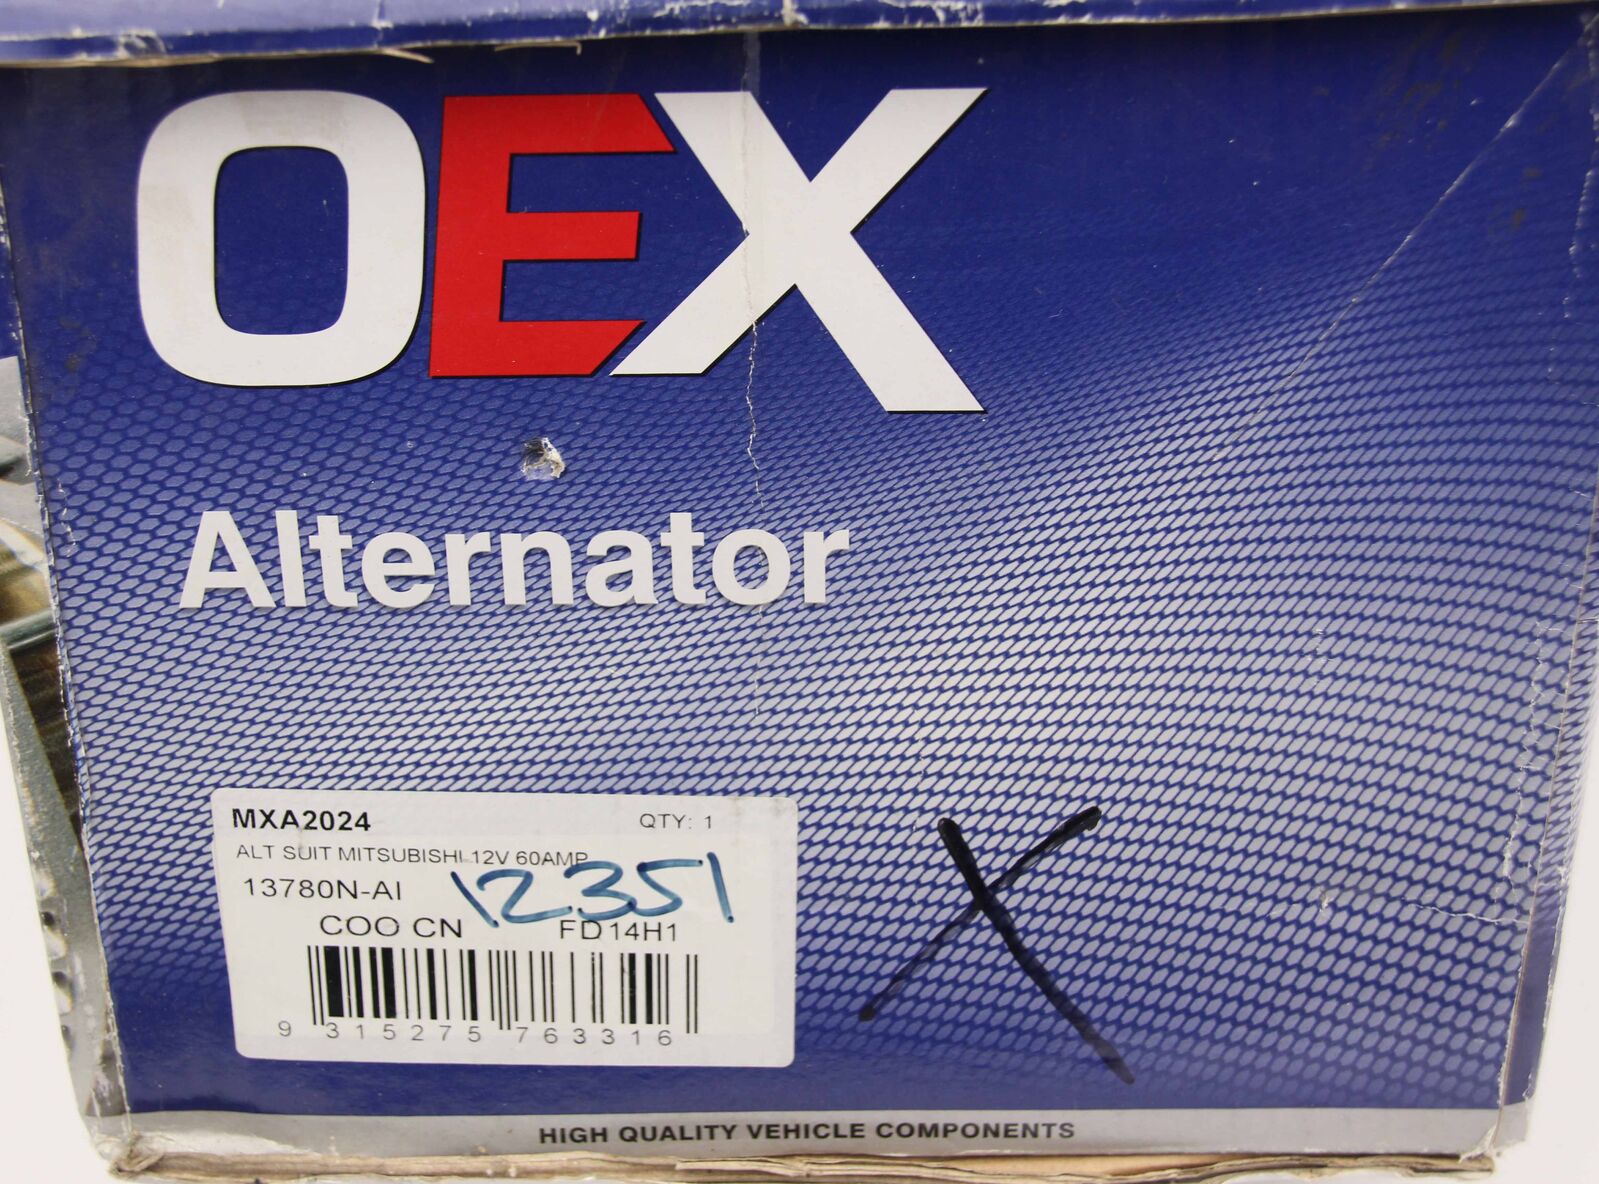 OEX
Alternator
MXA2024 QTY: 1
ALT SUIT MITSUBISHI 12V 60AMP
13780N-AI 12351
COO CN FD14H1
9 315275 763316
X
HIGH QUALITY VEHICLE COMPONENTS